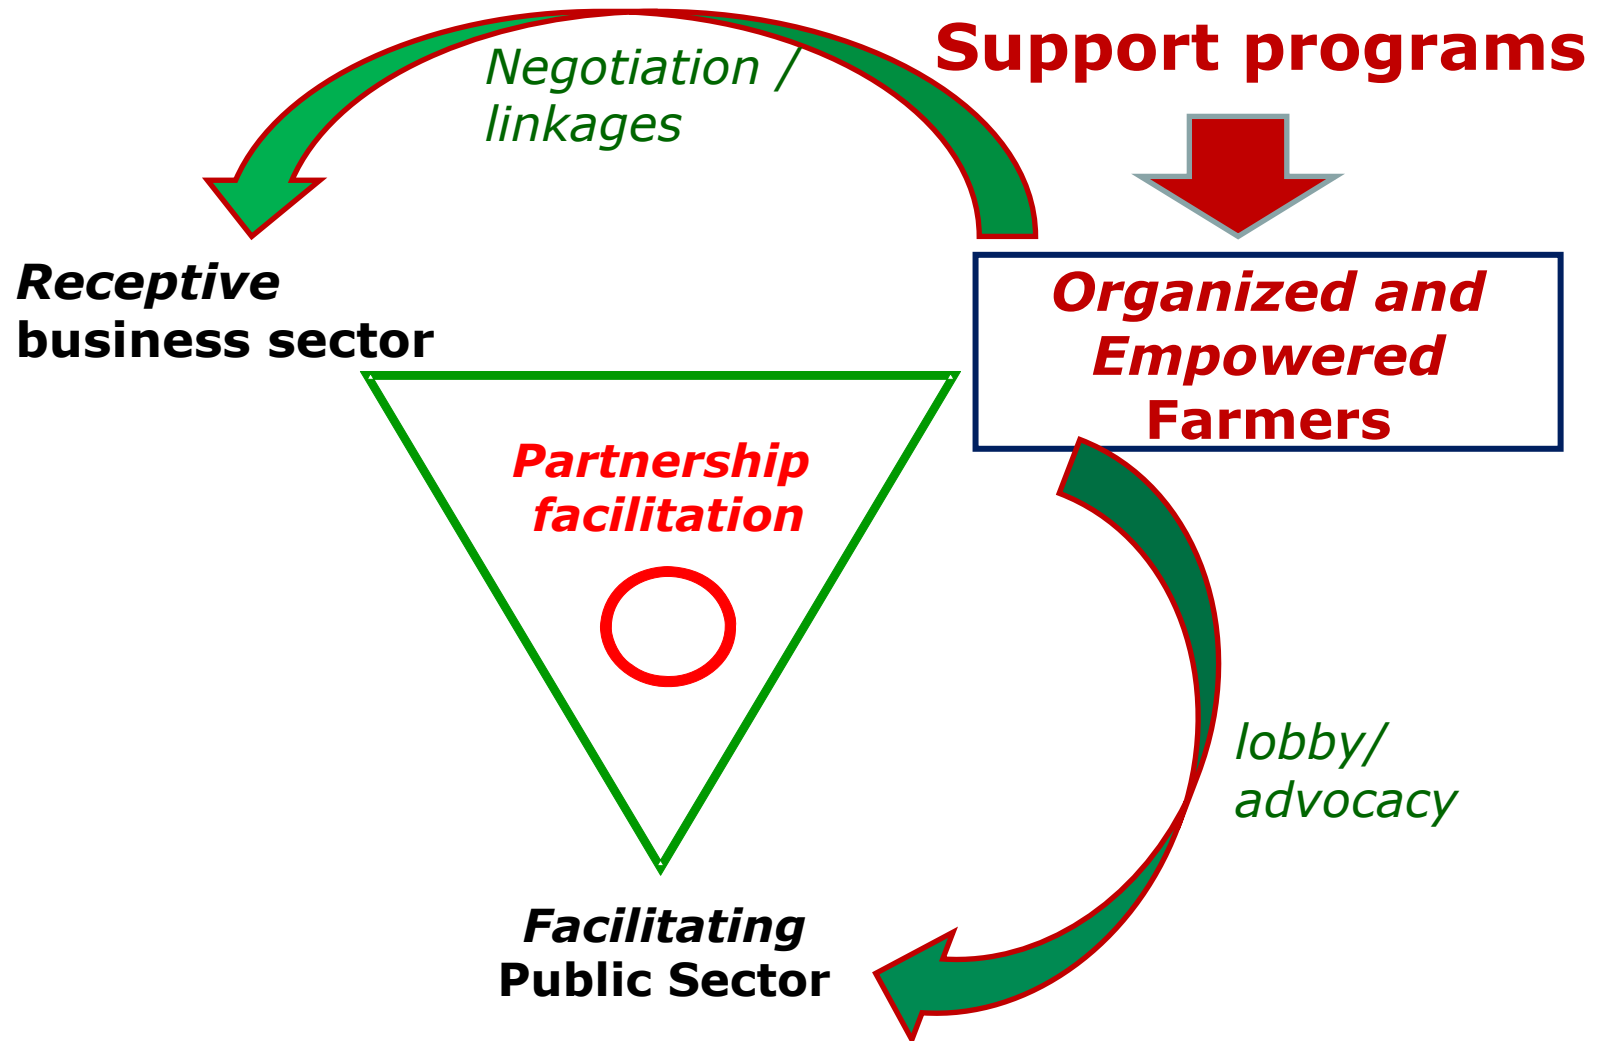 Negotiation /
linkages
Support programs
Receptive
business sector
Organized and
Empowered
Farmers
Partnership
facilitation
lobby/
advocacy
Facilitating
Public Sector